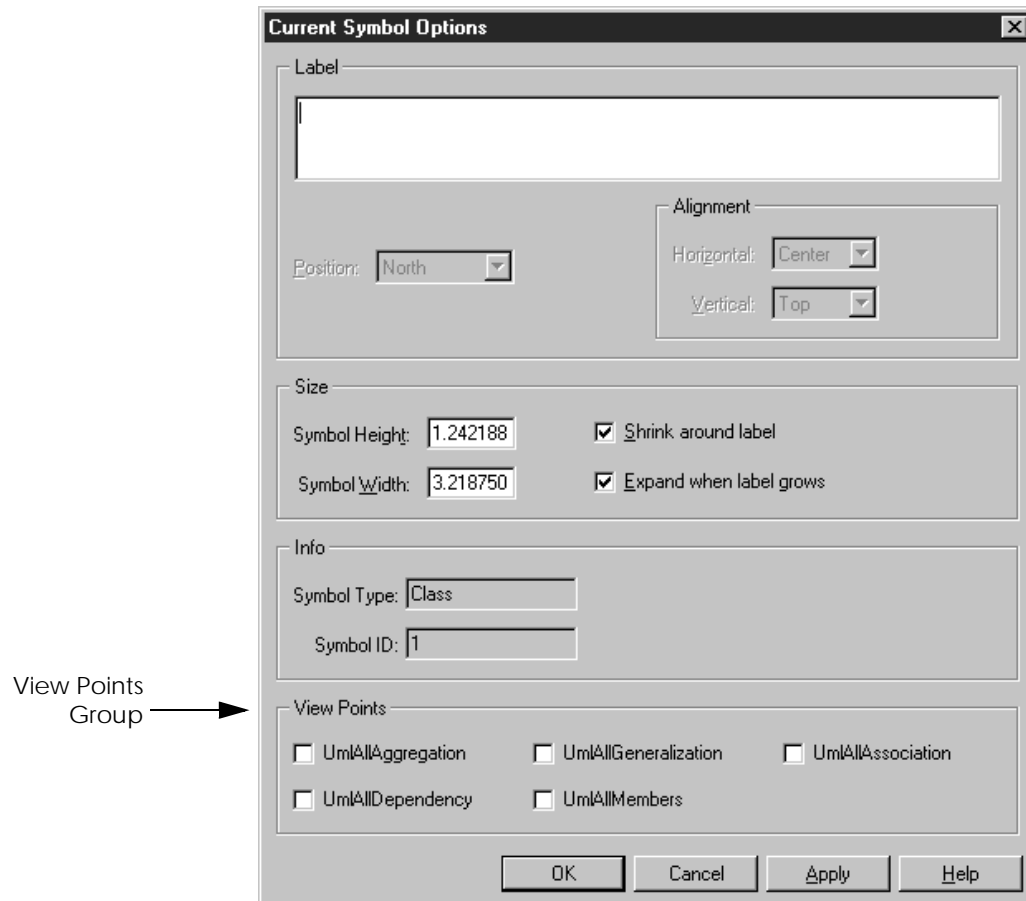 Current Symbol Options
Label
Alignment
Position: North
Horizontal: Center
Vertical: Top
Size
Symbol Height: 1.242188
Shrink around label
Symbol Width: 3.218750
Expand when label grows
Info
Symbol Type: Class
Symbol ID: 1
View Points
Group
View Points
UmlAllAggregation
UmlAllGeneralization
UmlAllAssociation
UmlAllDependency
UmlAllMembers
OK
Cancel
Apply
Help